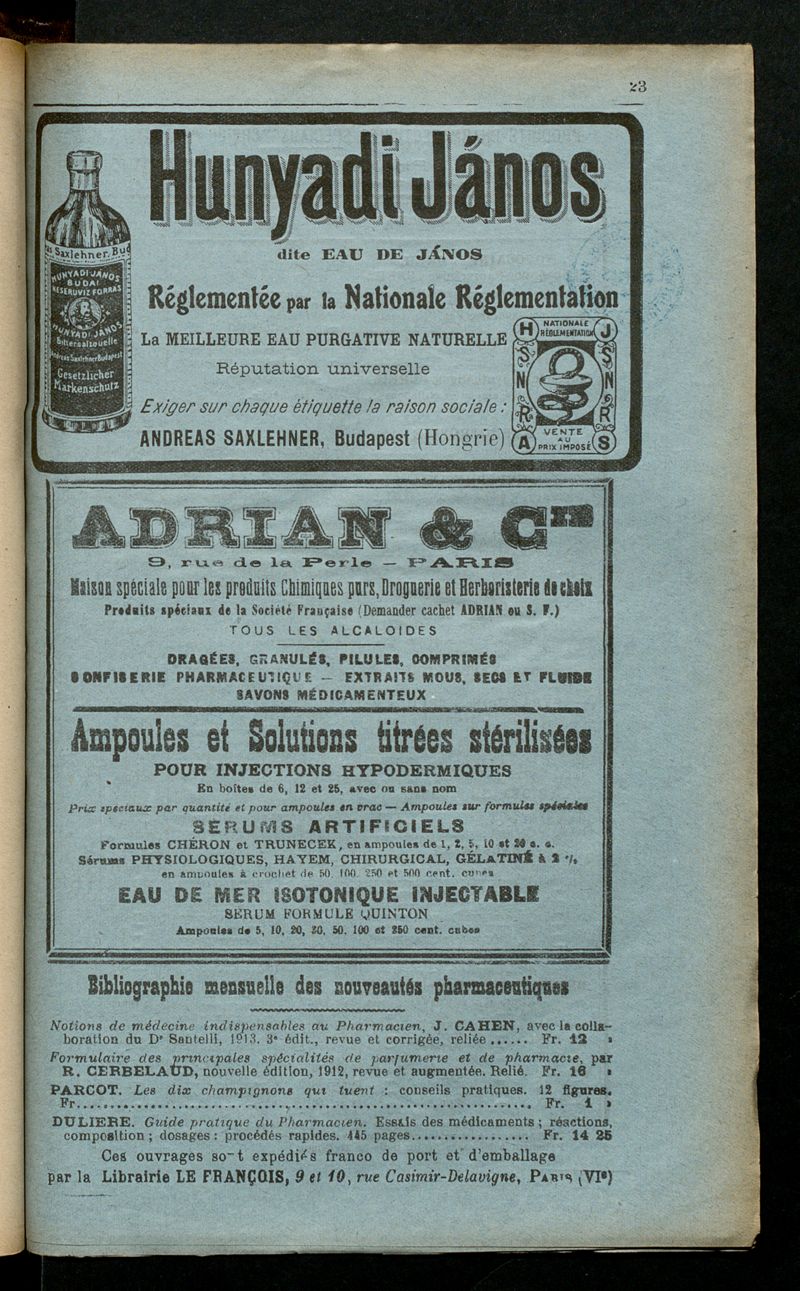 23
Hunyadi János
dite EAU DE JÁNOS
Réglementée par la Nationale Réglementation
La MEILLEURE EAU PURGATIVE NATURELLE
Réputation universelle
Exiger sur chaque étiquette la raison sociale :
ANDREAS SAXLEHNER, Budapest (Hongrie)
Saxlehner. Bud
HUNYADI JÁNOS
BUDAI
KESERUVIZ FORRÁS
HUNYADI JÁNOS
Bitterzalzquelle
Andreas Saxlehner Budapest
Gesetzlicher
Markenschutz
H NATIONALE J
RÉGLEMENTATION
S S
N N
R R
A VENTE S
AU
PRIX IMPOSÉ
ADRIAN & Cie
9, rue de la Perle — PARIS
Maison spéciale pour les produits Chimiques purs, Droguerie et Herboristerie de choix
Produits spéciaux de la Société Française (Demander cachet ADRIAN ou S. F.)
TOUS LES ALCALOIDES
DRAGÉES, GRANULÉS, PILULES, COMPRIMÉS
CONFISERIE PHARMACEUTIQUE — EXTRAITS MOUS, SECS ET FLUIDE
SAVONS MÉDICAMENTEUX
Ampoules et Solutions titrées stérilisées
POUR INJECTIONS HYPODERMIQUES
En boîtes de 6, 12 et 25, avec ou sans nom
Prix spéciaux par quantité et pour ampoules en vrac — Ampoules sur formules spéciales
SÉRUMS ARTIFICIELS
Formules CHÉRON et TRUNECEK, en ampoules de 1, 2, 5, 10 et 20 c. c.
Sérums PHYSIOLOGIQUES, HAYEM, CHIRURGICAL, GÉLATINÉ à 2 %
en ampoules à crochet de 50, 100, 250 et 500 cent. cubes
EAU DE MER ISOTONIQUE INJECTABLE
SÉRUM FORMULE QUINTON
Ampoules de 5, 10, 20, 30, 50, 100 et 250 cent. cubes
Bibliographie mensuelle des nouveautés pharmaceutiques
Notions de médecine indispensables au Pharmacien, J. CAHEN, avec la colla-
boration du Dr Santelli, 1913. 3e édit., revue et corrigée, reliée ...... Fr. 12 »
Formulaire des principales spécialités de parfumerie et de pharmacie, par
R. CERBELAUD, nouvelle édition, 1912, revue et augmentée. Relié. Fr. 16 »
PARCOT. Les dix champignons qui tuent : conseils pratiques. 12 figures.
Fr............................................................ Fr. 1 »
DULIERE. Guide pratique du Pharmacien. Essais des médicaments ; réactions,
composition ; dosages : procédés rapides. 445 pages.................. Fr. 14 25
Ces ouvrages so-t expédiés franco de port et d'emballage
par la Librairie LE FRANÇOIS, 9 et 10, rue Casimir-Delavigne, PARIS (VIe)